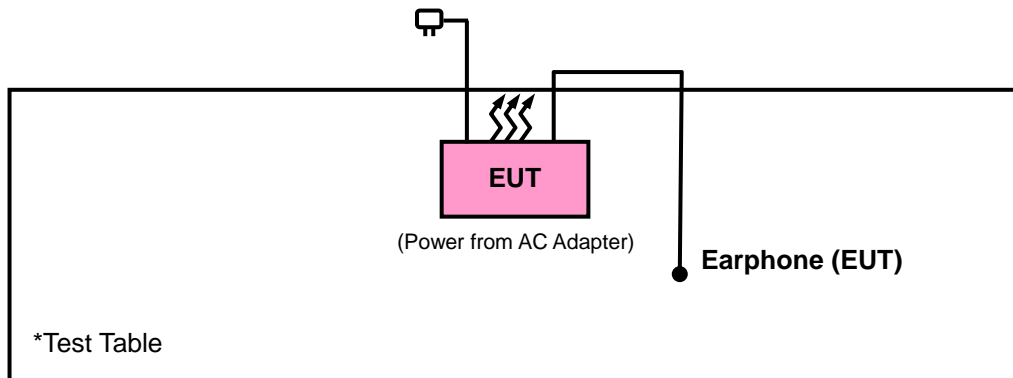 EUT
(Power from AC Adapter)
Earphone (EUT)
*Test Table